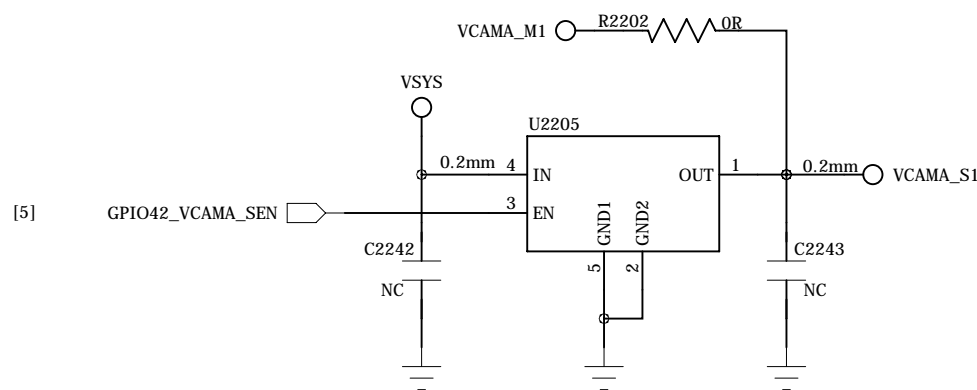 VCAMA_M1
R2202
0R
VSYS
U2205
0.2mm
4
IN
OUT
1
0.2mm
VCAMA_S1
[5]
GPIO42_VCAMA_SEN
3
EN
GND1
GND2
5
2
C2242
NC
C2243
NC